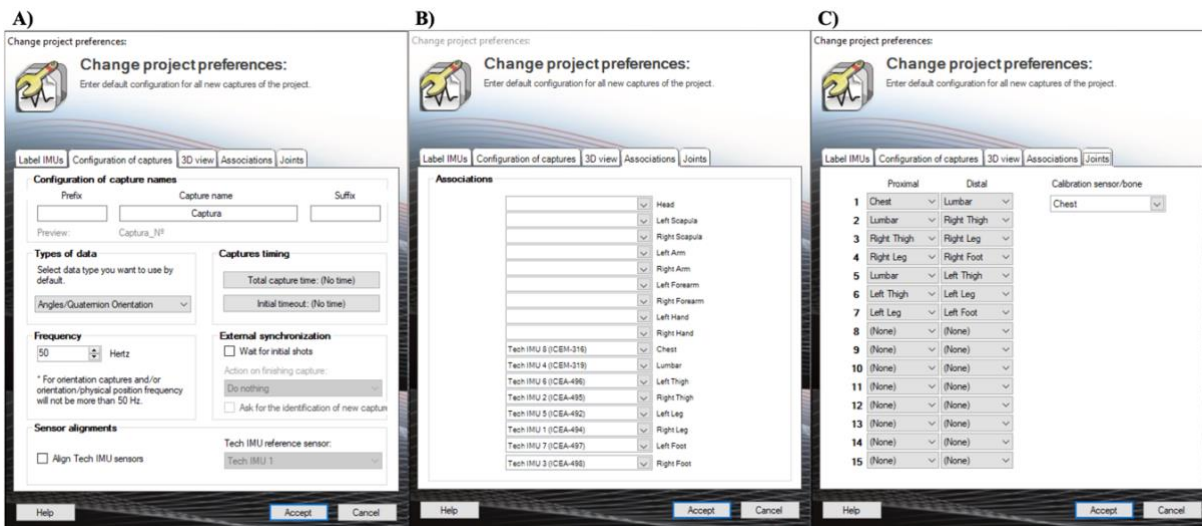 A)
Change project preferences:
Change project preferences:
Enter default configuration for all new captures of the project.
Label IMUs Configuration of captures 3D view Associations Joints
Configuration of capture names
Prefix Capture name Suffix
Captura
Preview: Captura_Nº
Types of data
Select data type you want to use by
default.
Angles/Quaternion Orientation
Captures timing
Total capture time: (No time)
Initial timeout: (No time)
Frequency
50 Hertz
* For orientation captures and/or
orientation/physical position frequency
will not be more than 50 Hz.
External synchronization
Wait for initial shots
Action on finishing capture:
Do nothing
Ask for the identification of new capture
Sensor alignments
Align Tech IMU sensors
Tech IMU reference sensor:
Tech IMU 1
Help Accept Cancel
B)
Change project preferences:
Change project preferences:
Enter default configuration for all new captures of the project.
Label IMUs Configuration of captures 3D view Associations Joints
Associations
Head
Left Scapula
Right Scapula
Left Arm
Right Arm
Left Forearm
Right Forearm
Left Hand
Right Hand
Tech IMU 8 (ICEM-316) Chest
Tech IMU 4 (ICEM-319) Lumbar
Tech IMU 6 (ICEA-496) Left Thigh
Tech IMU 2 (ICEA-495) Right Thigh
Tech IMU 5 (ICEA-492) Left Leg
Tech IMU 1 (ICEA-494) Right Leg
Tech IMU 7 (ICEA-497) Left Foot
Tech IMU 3 (ICEA-498) Right Foot
Help Accept Cancel
C)
Change project preferences:
Change project preferences:
Enter default configuration for all new captures of the project.
Label IMUs Configuration of captures 3D view Associations Joints
Proximal Distal Calibration sensor/bone
1 Chest Lumbar Chest
2 Lumbar Right Thigh
3 Right Thigh Right Leg
4 Right Leg Right Foot
5 Lumbar Left Thigh
6 Left Thigh Left Leg
7 Left Leg Left Foot
8 (None) (None)
9 (None) (None)
10 (None) (None)
11 (None) (None)
12 (None) (None)
13 (None) (None)
14 (None) (None)
15 (None) (None)
Help Accept Cancel